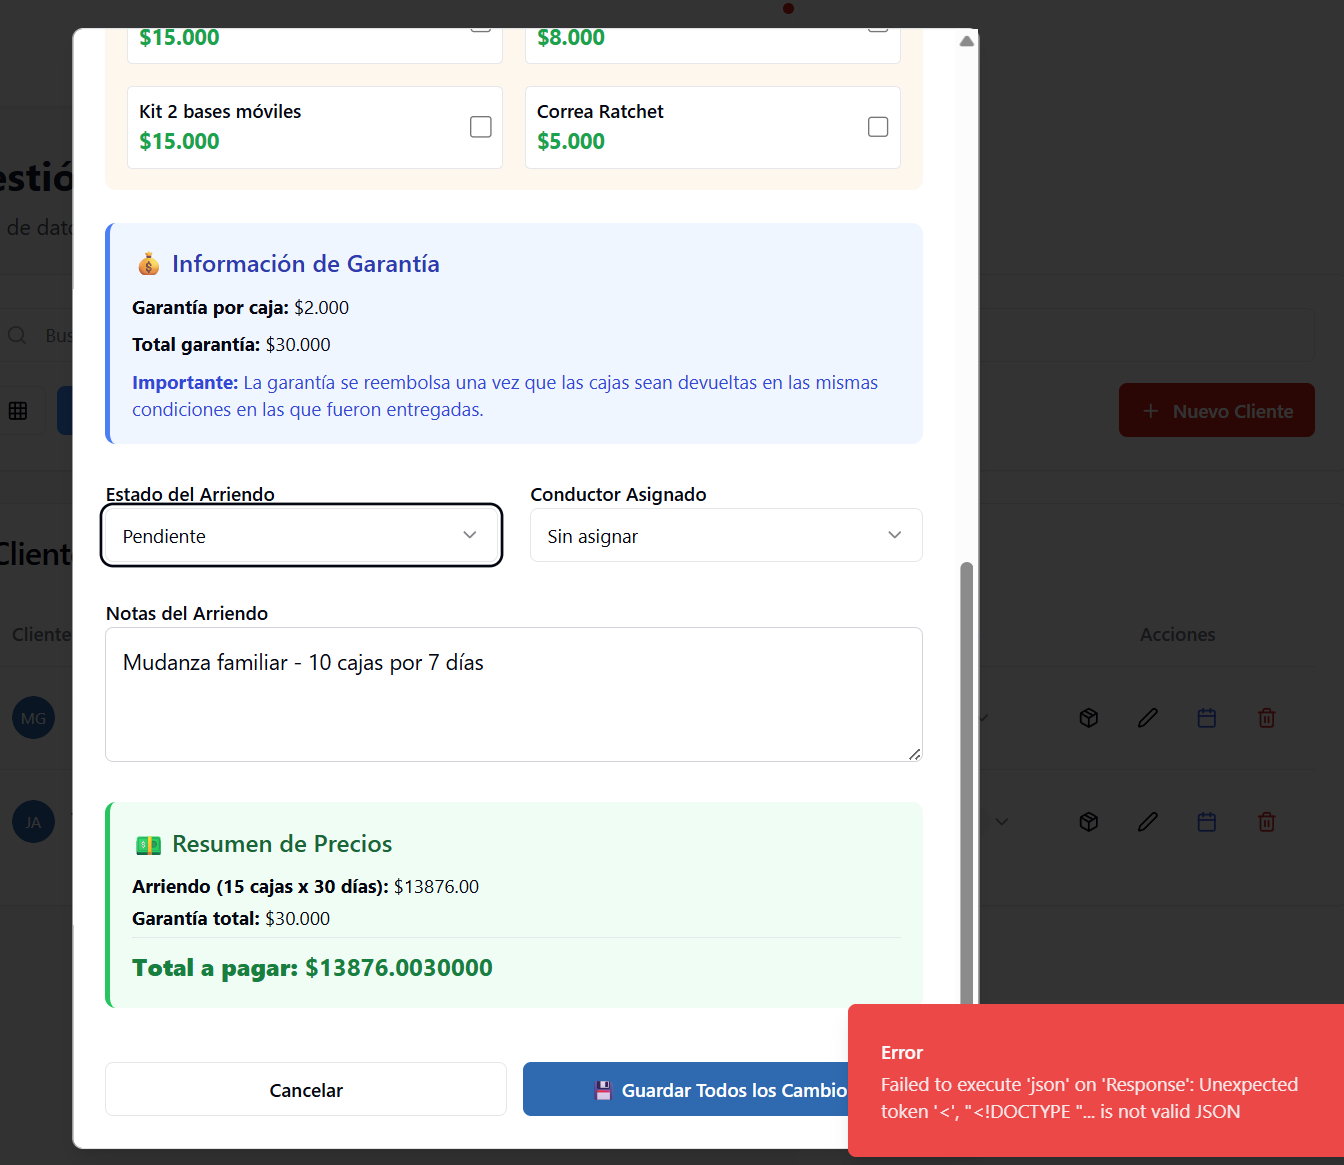 $15.000
$8.000
Kit 2 bases móviles
$15.000
Correa Ratchet
$5.000
estió
de dato
💰 Información de Garantía
Garantía por caja: $2.000
Total garantía: $30.000
Importante: La garantía se reembolsa una vez que las cajas sean devueltas en las mismas
condiciones en las que fueron entregadas.
Bus
+ Nuevo Cliente
Estado del Arriendo
Conductor Asignado
Pendiente
Sin asignar
Cliente
Notas del Arriendo
Cliente
Acciones
Mudanza familiar - 10 cajas por 7 días
MG
JA
💵 Resumen de Precios
Arriendo (15 cajas x 30 días): $13876.00
Garantía total: $30.000
Total a pagar: $13876.0030000
Cancelar
💾 Guardar Todos los Cambio
Error
Failed to execute 'json' on 'Response': Unexpected
token '<', "<!DOCTYPE "... is not valid JSON